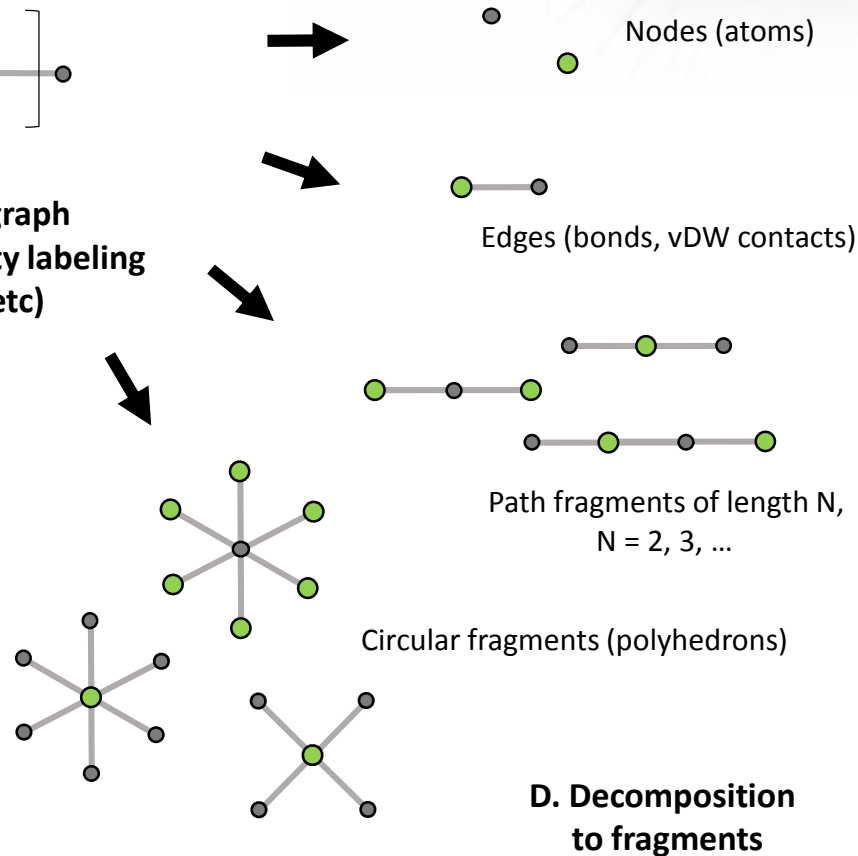 Nodes (atoms)
Edges (bonds, vDW contacts)
graph
labeling
etc)
Path fragments of length N,
N = 2, 3, ...
Circular fragments (polyhedrons)
D. Decomposition
to fragments